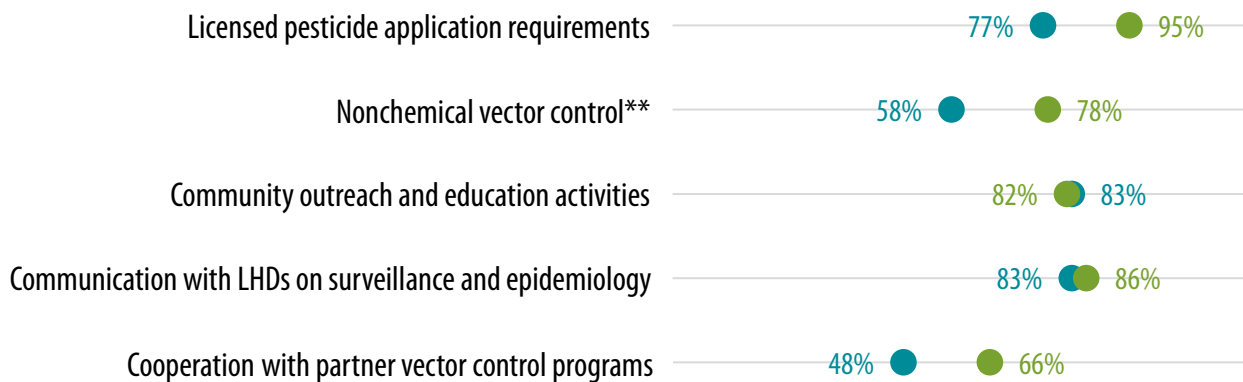 Licensed pesticide application requirements 77% 95%
Nonchemical vector control** 58% 78%
Community outreach and education activities 82% 83%
Communication with LHDs on surveillance and epidemiology 83% 86%
Cooperation with partner vector control programs 48% 66%